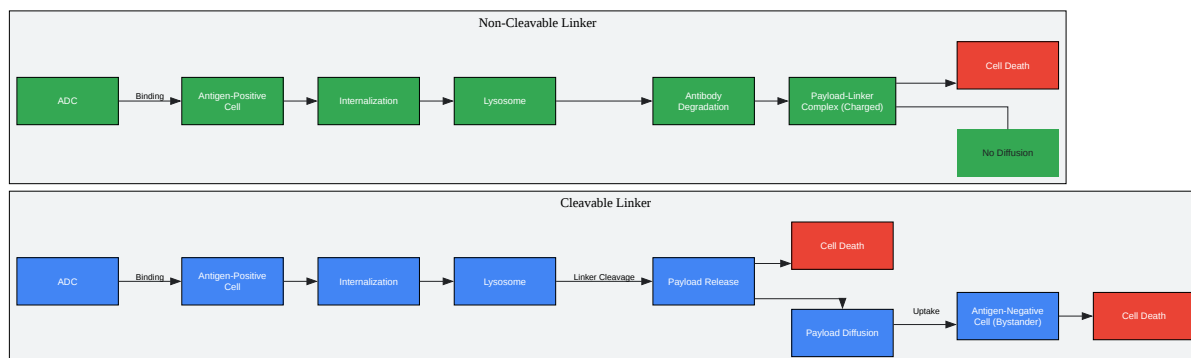 Non-Cleavable Linker
ADC
Binding
Antigen-Positive
Cell
Internalization
Lysosome
Antibody
Degradation
Payload-Linker
Complex (Charged)
Cell Death
No Diffusion
Cleavable Linker
ADC
Binding
Antigen-Positive
Cell
Internalization
Lysosome
Linker Cleavage
Payload Release
Cell Death
Payload Diffusion
Uptake
Antigen-Negative
Cell (Bystander)
Cell Death